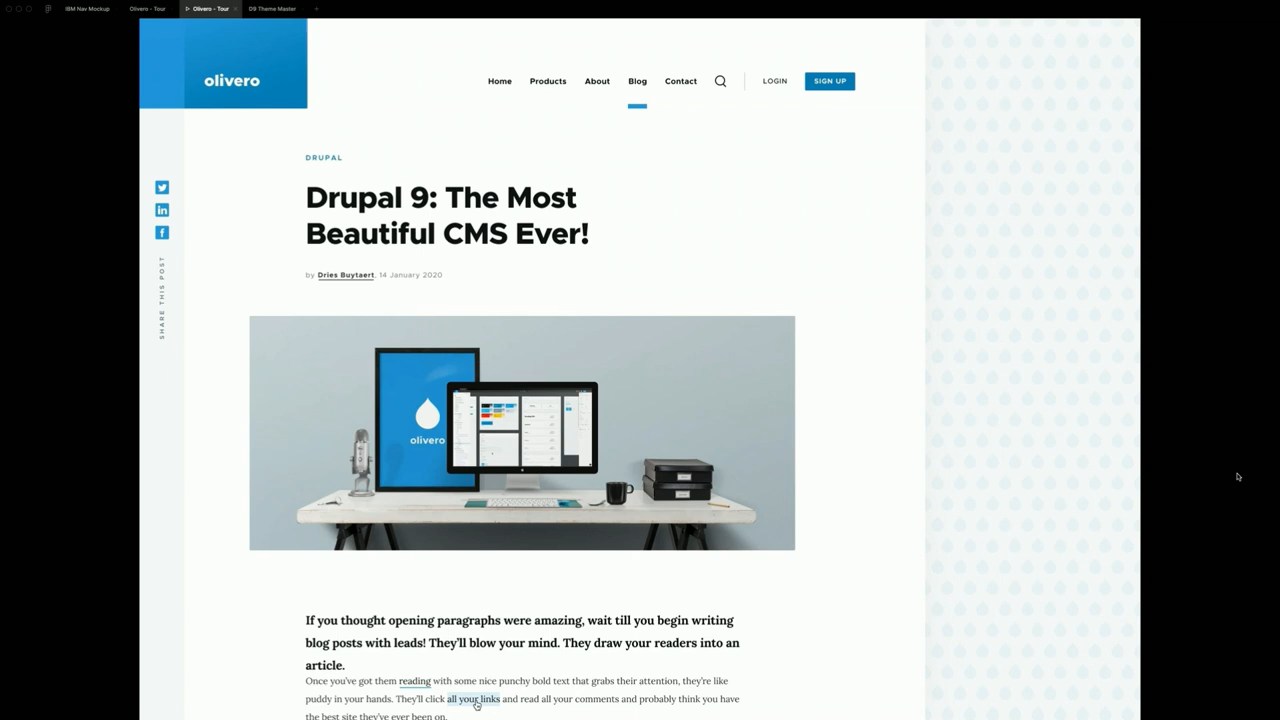 IBM Nav Mockup
Olivero - Tour
Olivero - Tour
D9 Theme Master
olivero
Home
Products
About
Blog
Contact
LOGIN
SIGN UP
DRUPAL
Drupal 9: The Most
Beautiful CMS Ever!
by Dries Buytaert, 14 January 2020
SHARE THIS POST
olivero
If you thought opening paragraphs were amazing, wait till you begin writing
blog posts with leads! They’ll blow your mind. They draw your readers into an
article.
Once you’ve got them reading with some nice punchy bold text that grabs their attention, they’re like
puddy in your hands. They’ll click all your links and read all your comments and probably think you have
the best site they’ve ever been on.